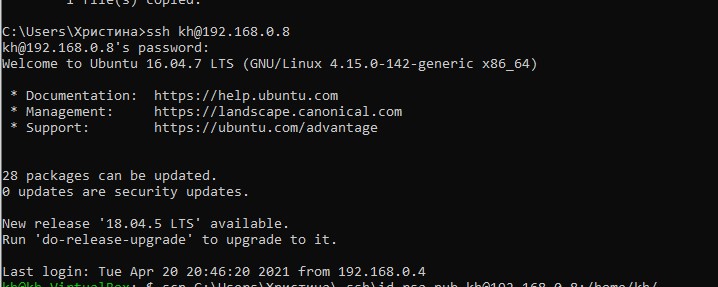 1 file(s) copied.
C:\Users\Христина>ssh kh@192.168.0.8
kh@192.168.0.8's password:
Welcome to Ubuntu 16.04.7 LTS (GNU/Linux 4.15.0-142-generic x86_64)
* Documentation:  https://help.ubuntu.com
* Management:     https://landscape.canonical.com
* Support:        https://ubuntu.com/advantage
28 packages can be updated.
0 updates are security updates.
New release '18.04.5 LTS' available.
Run 'do-release-upgrade' to upgrade to it.
Last login: Tue Apr 20 20:46:20 2021 from 192.168.0.4
kh@kh-VirtualBox:~$ scp C:\Users\Христина\.ssh\id_rsa.pub kh@192.168.0.8:/home/kh/